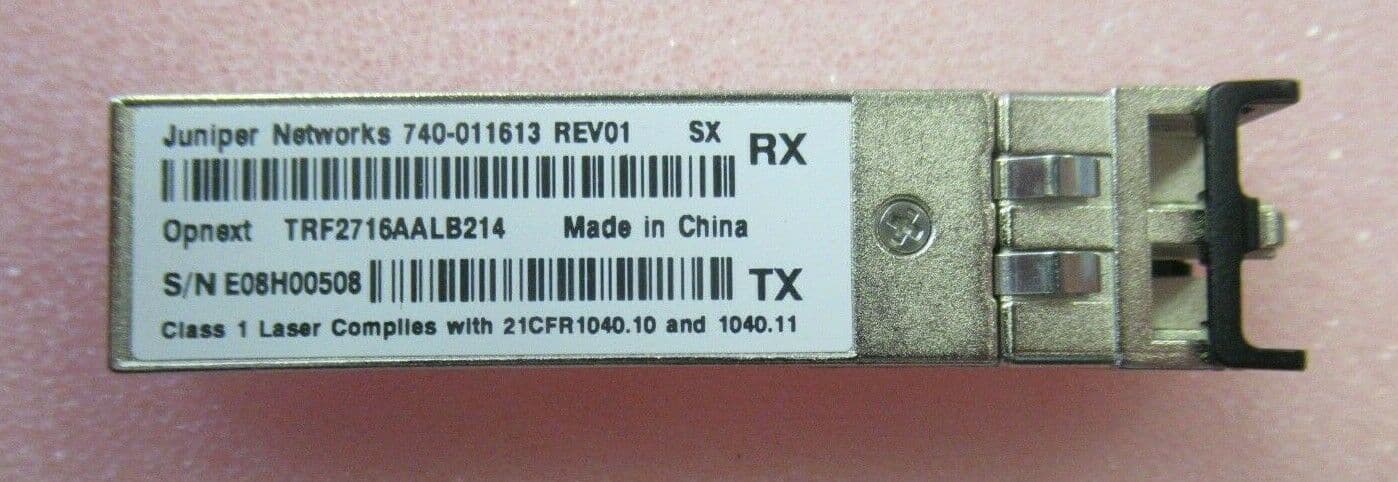 Juniper Networks 740-011613 REV01 SX
RX
Opnext TRF2716AALB214 Made in China
S/N E08H00508
TX
Class 1 Laser Complies with 21CFR1040.10 and 1040.11